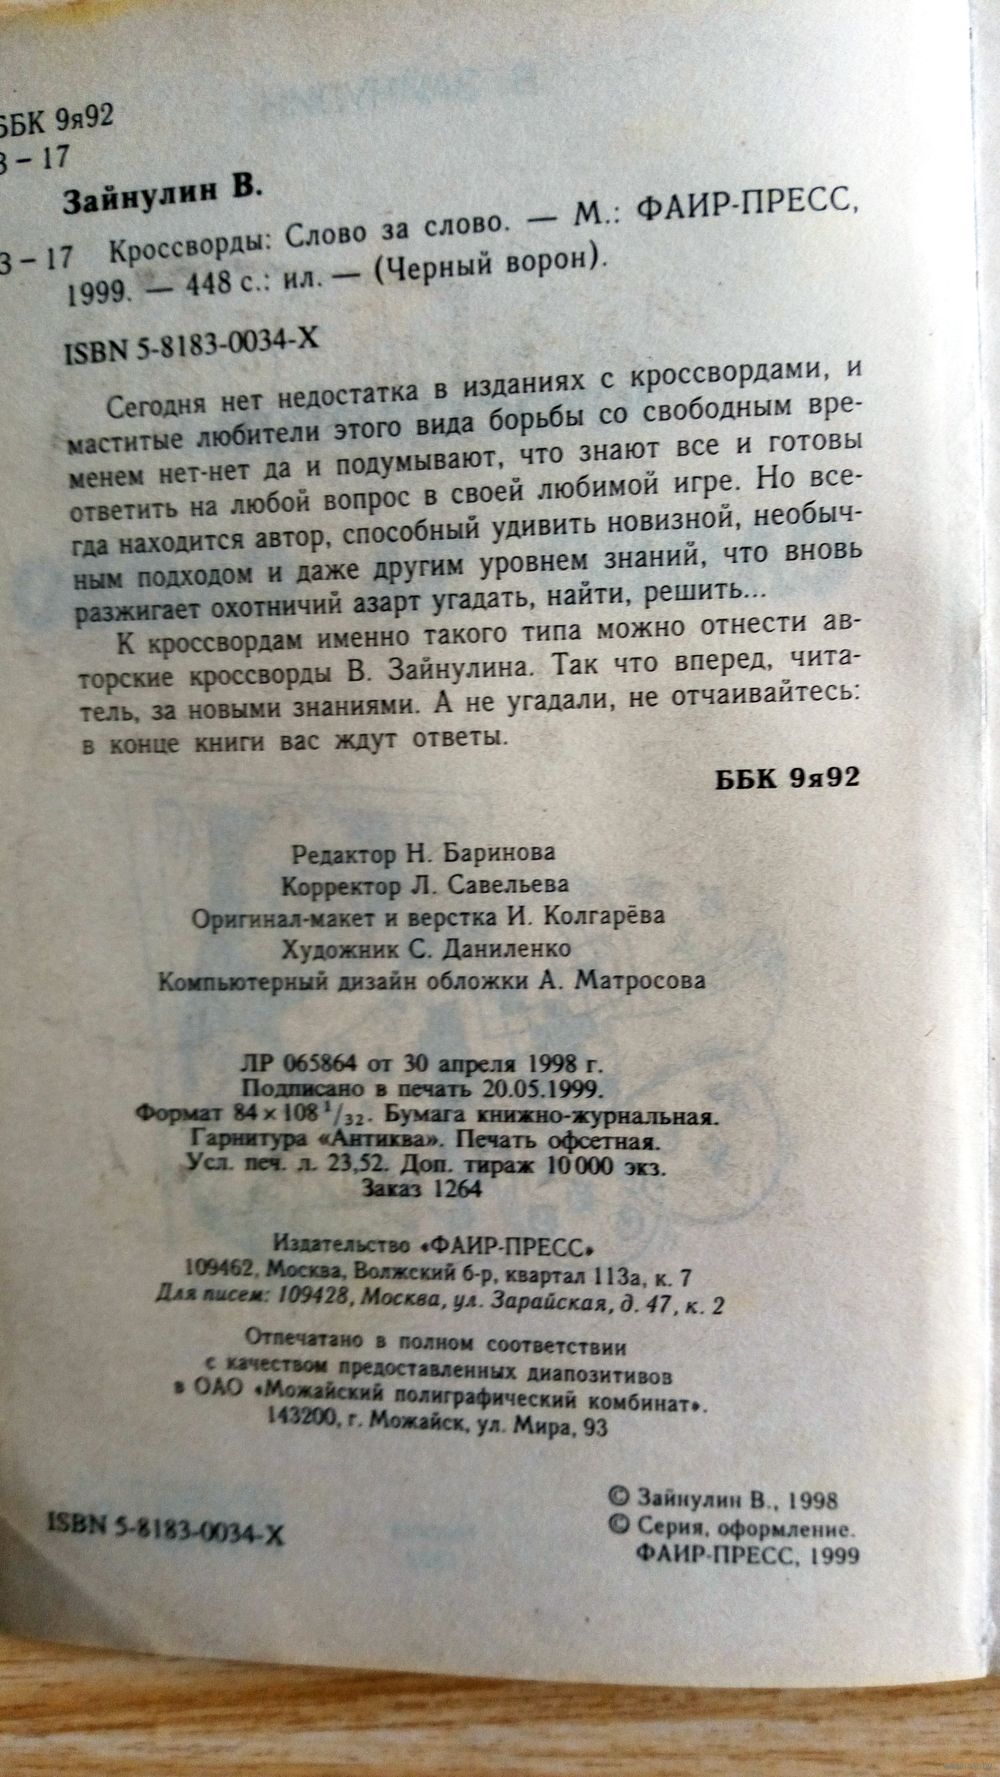 ББК 9я92
З – 17
Зайнулин В.
З – 17 Кроссворды: Слово за слово. — М.: ФАИР-ПРЕСС,
1999. — 448 с.: ил. — (Черный ворон).
ISBN 5-8183-0034-X
Сегодня нет недостатка в изданиях с кроссвордами, и
маститые любители этого вида борьбы со свободным вре-
менем нет-нет да и подумывают, что знают все и готовы
ответить на любой вопрос в своей любимой игре. Но все-
гда находится автор, способный удивить новизной, необыч-
ным подходом и даже другим уровнем знаний, что вновь
разжигает охотничий азарт угадать, найти, решить...
К кроссвордам именно такого типа можно отнести ав-
торские кроссворды В. Зайнулина. Так что вперед, чита-
тель, за новыми знаниями. А не угадали, не отчаивайтесь:
в конце книги вас ждут ответы.
ББК 9я92
Редактор Н. Баринова
Корректор Л. Савельева
Оригинал-макет и верстка И. Колгарёва
Художник С. Даниленко
Компьютерный дизайн обложки А. Матросова
ЛР 065864 от 30 апреля 1998 г.
Подписано в печать 20.05.1999.
Формат 84 × 108 1/32. Бумага книжно-журнальная.
Гарнитура «Антиква». Печать офсетная.
Усл. печ. л. 23,52. Доп. тираж 10 000 экз.
Заказ 1264
Издательство «ФАИР-ПРЕСС»
109462, Москва, Волжский б-р, квартал 113а, к. 7
Для писем: 109428, Москва, ул. Зарайская, д. 47, к. 2
Отпечатано в полном соответствии
с качеством предоставленных диапозитивов
в ОАО «Можайский полиграфический комбинат».
143200, г. Можайск, ул. Мира, 93
© Зайнулин В., 1998
© Серия, оформление.
ФАИР-ПРЕСС, 1999
ISBN 5-8183-0034-X